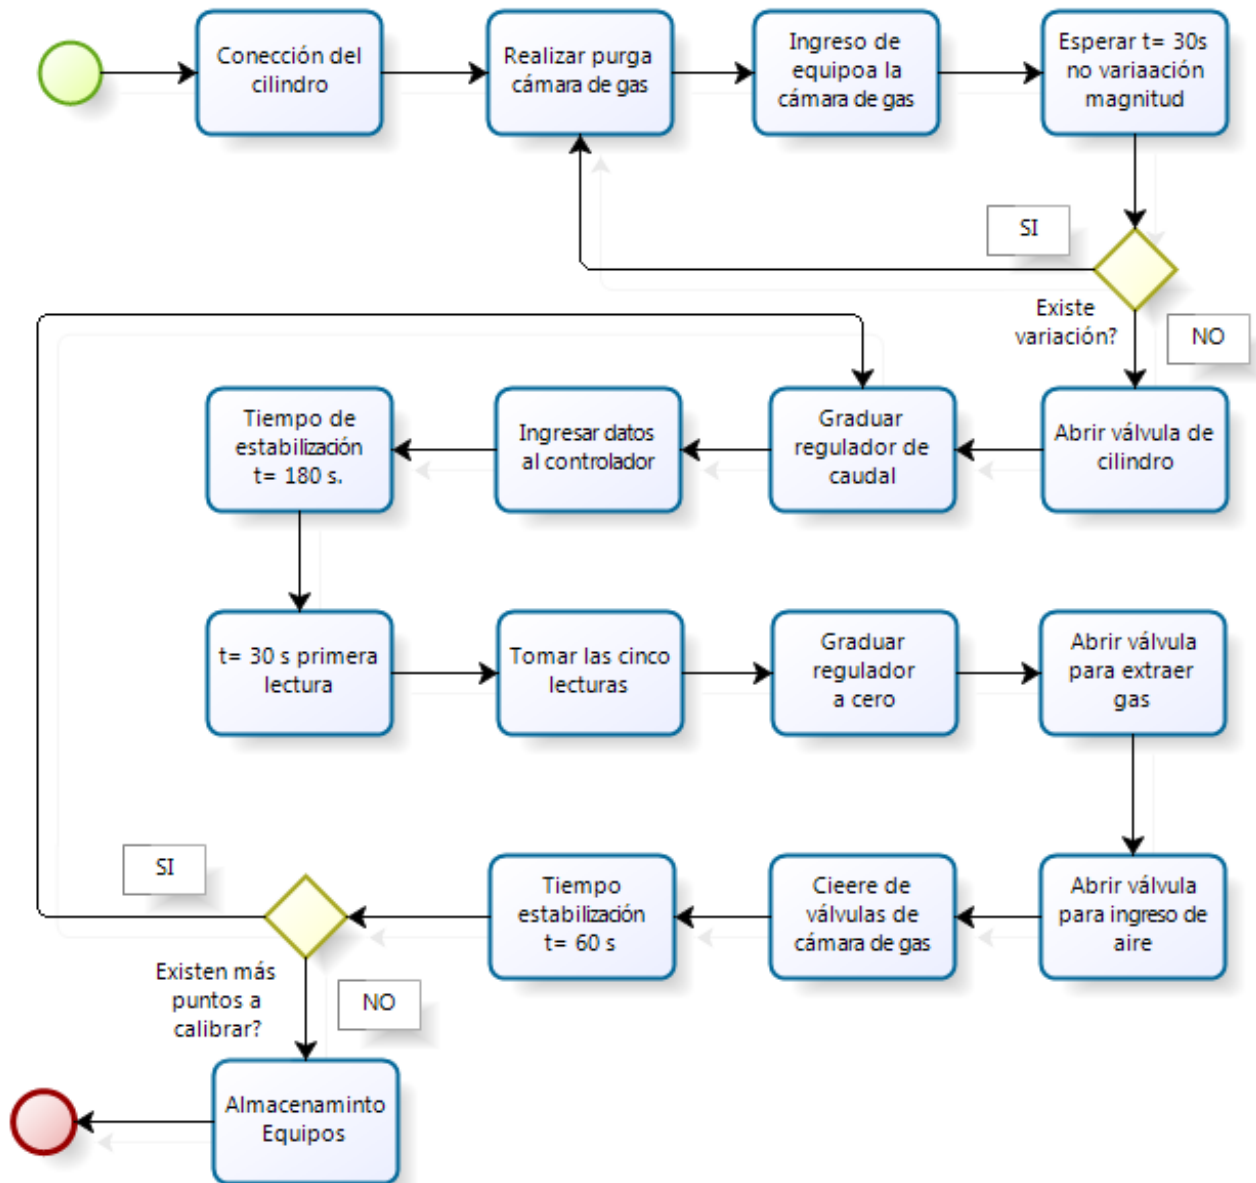 Conección del
cilindro
Realizar purga
cámara de gas
Ingreso de
equipoa la
cámara de gas
Esperar t= 30s
no variaación
magnitud
SI
Existe
variación?
NO
Tiempo de
estabilización
t= 180 s.
Ingresar datos
al controlador
Graduar
regulador de
caudal
Abrir válvula de
cilindro
t= 30 s primera
lectura
Tomar las cinco
lecturas
Graduar
regulador
a cero
Abrir válvula
para extraer
gas
SI
Tiempo
estabilización
t= 60 s
Cieere de
válvulas de
cámara de gas
Abrir válvula
para ingreso de
aire
Existen más
puntos a
calibrar?
NO
Almacenaminto
Equipos